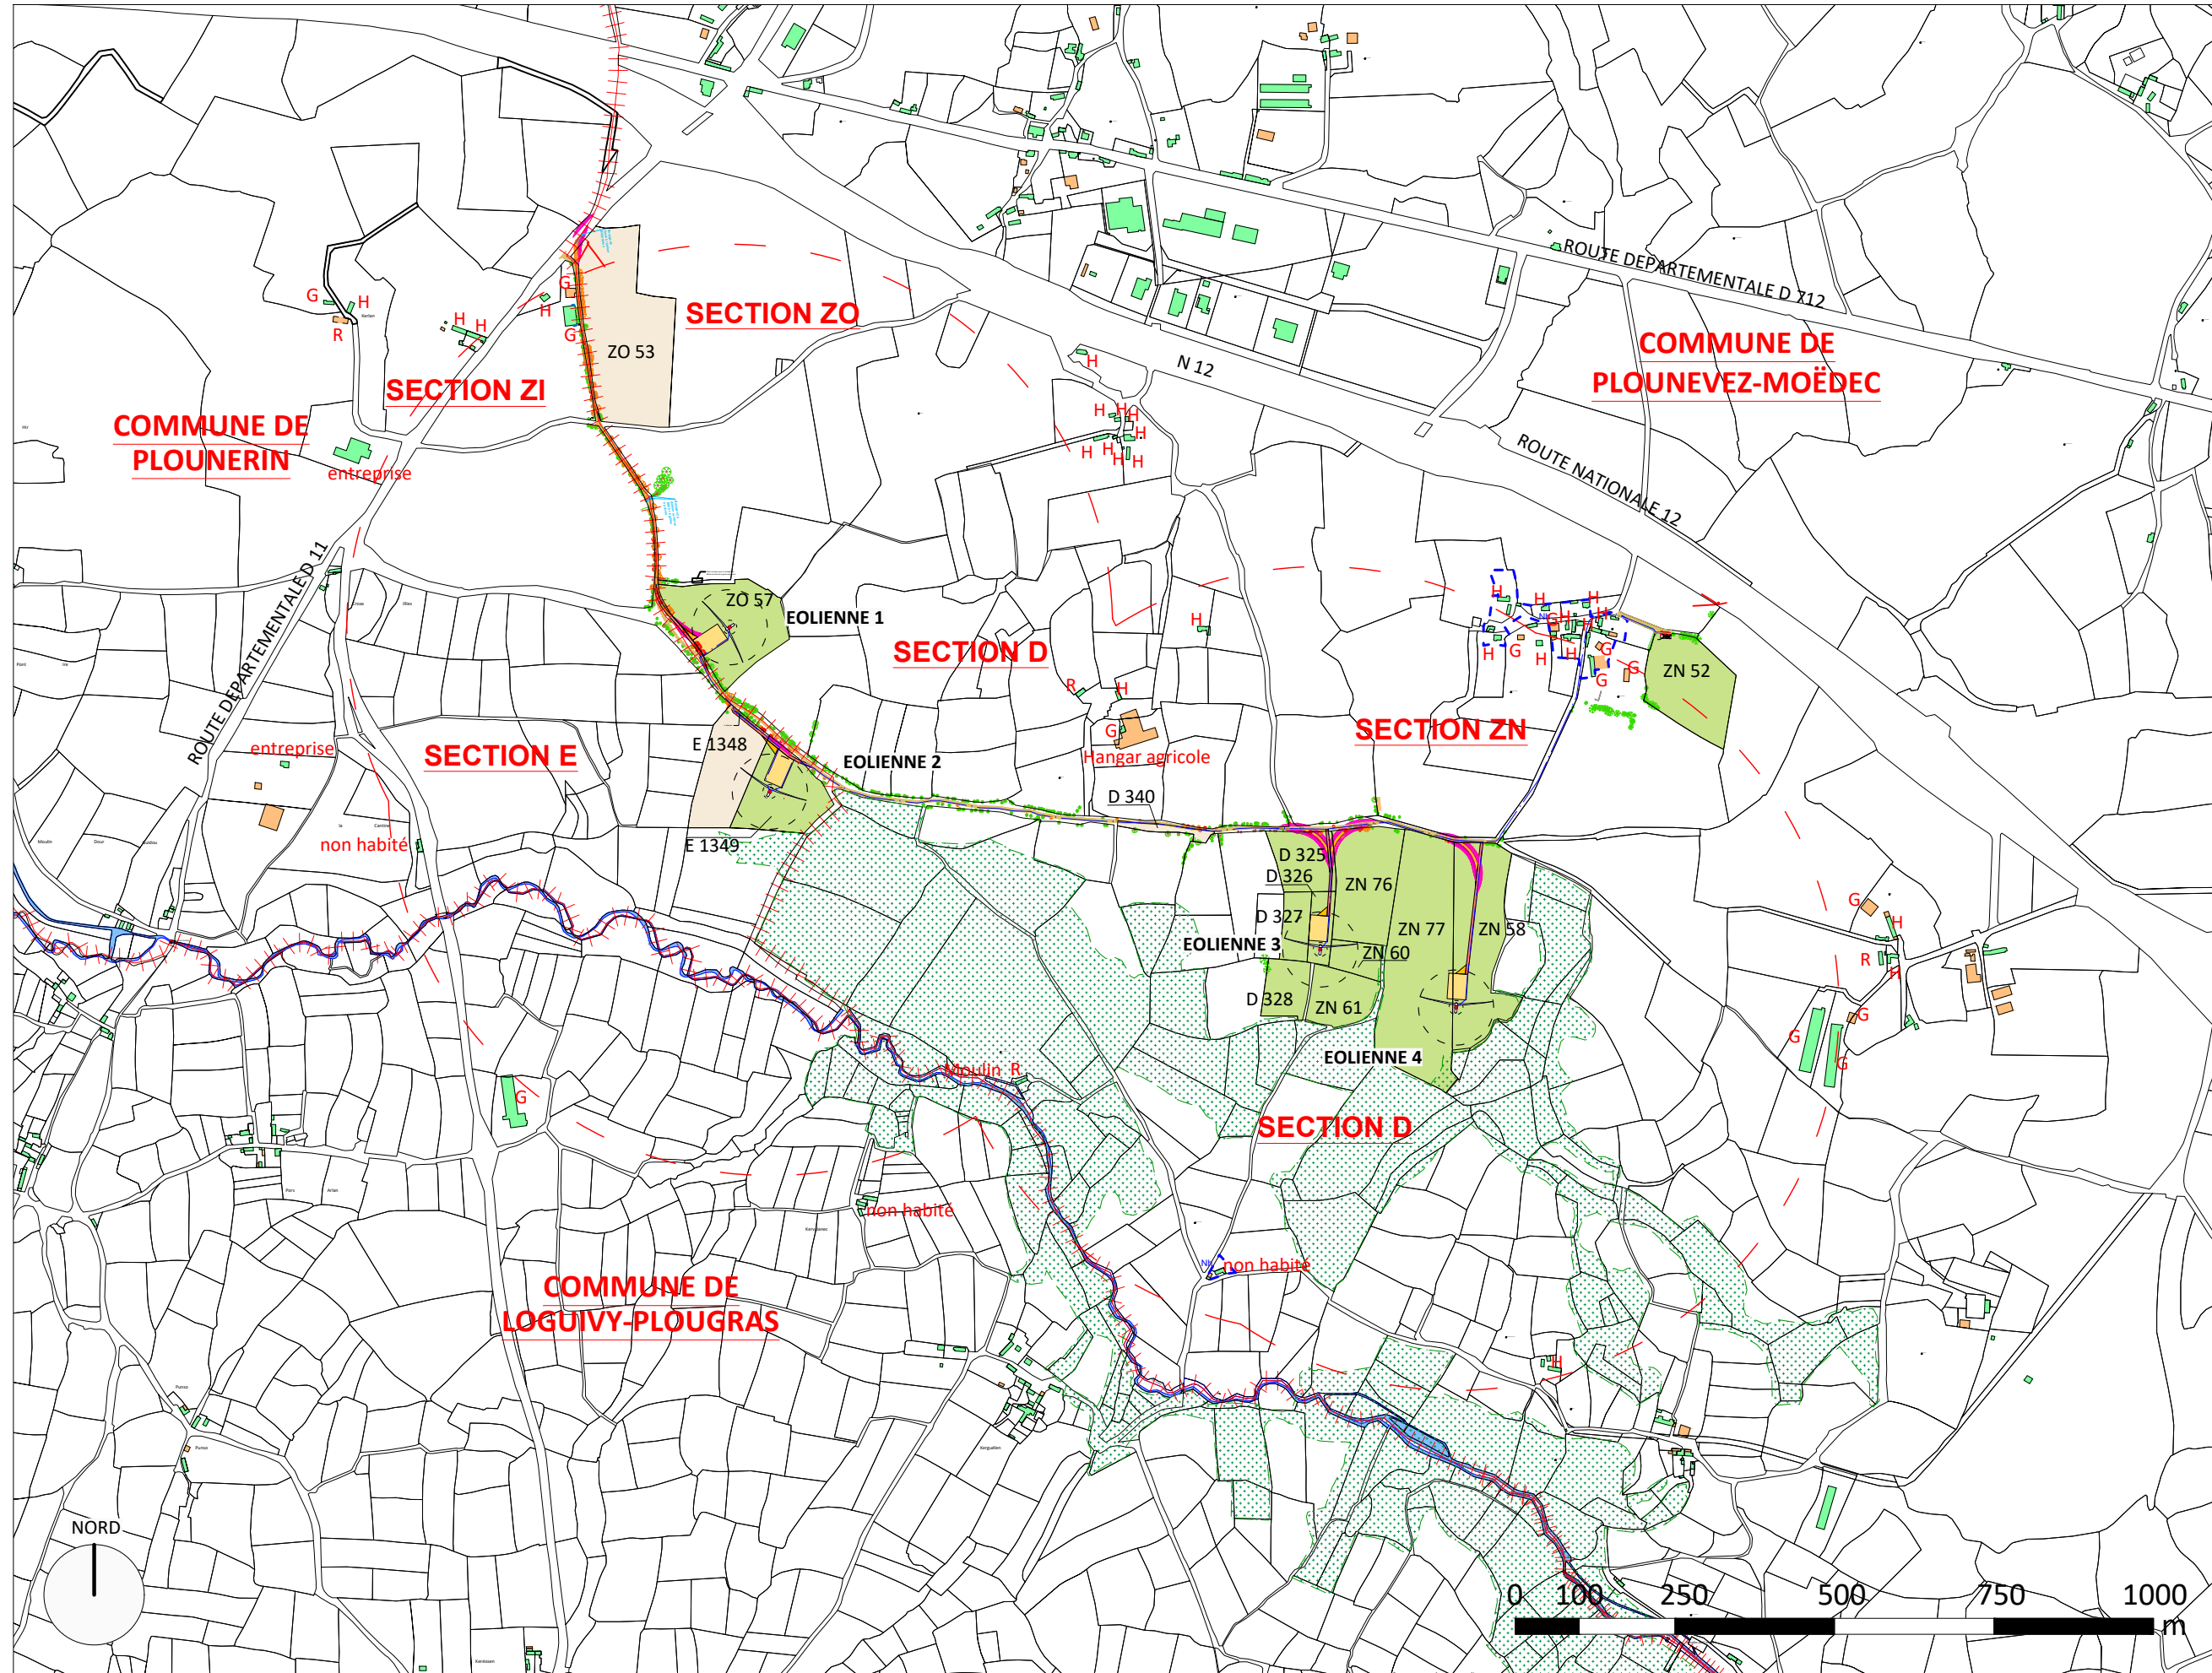 ROUTE DEPARTEMENTALE D 712
COMMUNE DE
PLOUNEVEZ-MOËDEC
N 12
ROUTE NATIONALE 12
SECTION ZO
ZO 53
G
H
G
G
H
R
H
H
SECTION ZI
COMMUNE DE
PLOUNERIN
entreprise
H
H
H
H
H
H
H
H
H
ROUTE DEPARTEMENTALE D 11
ZO 57
EOLIENNE 1
SECTION D
H
R
H
G
Hangar agricole
H
H
H
H
G
H
H
H
G
H
H
G
G
G
ZN 52
SECTION ZN
E 1348
EOLIENNE 2
SECTION E
entreprise
non habité
E 1349
D 340
D 325
D 326
D 327
ZN 76
ZN 77
ZN 58
EOLIENNE 3
ZN 60
D 328
ZN 61
EOLIENNE 4
G
H
R
H
G
G
G
Moulin R
G
SECTION D
non habité
non habité
COMMUNE DE
LOGUIVY-PLOUGRAS
H
Kerguélien
NORD
0 100 250 500 750 1000
m